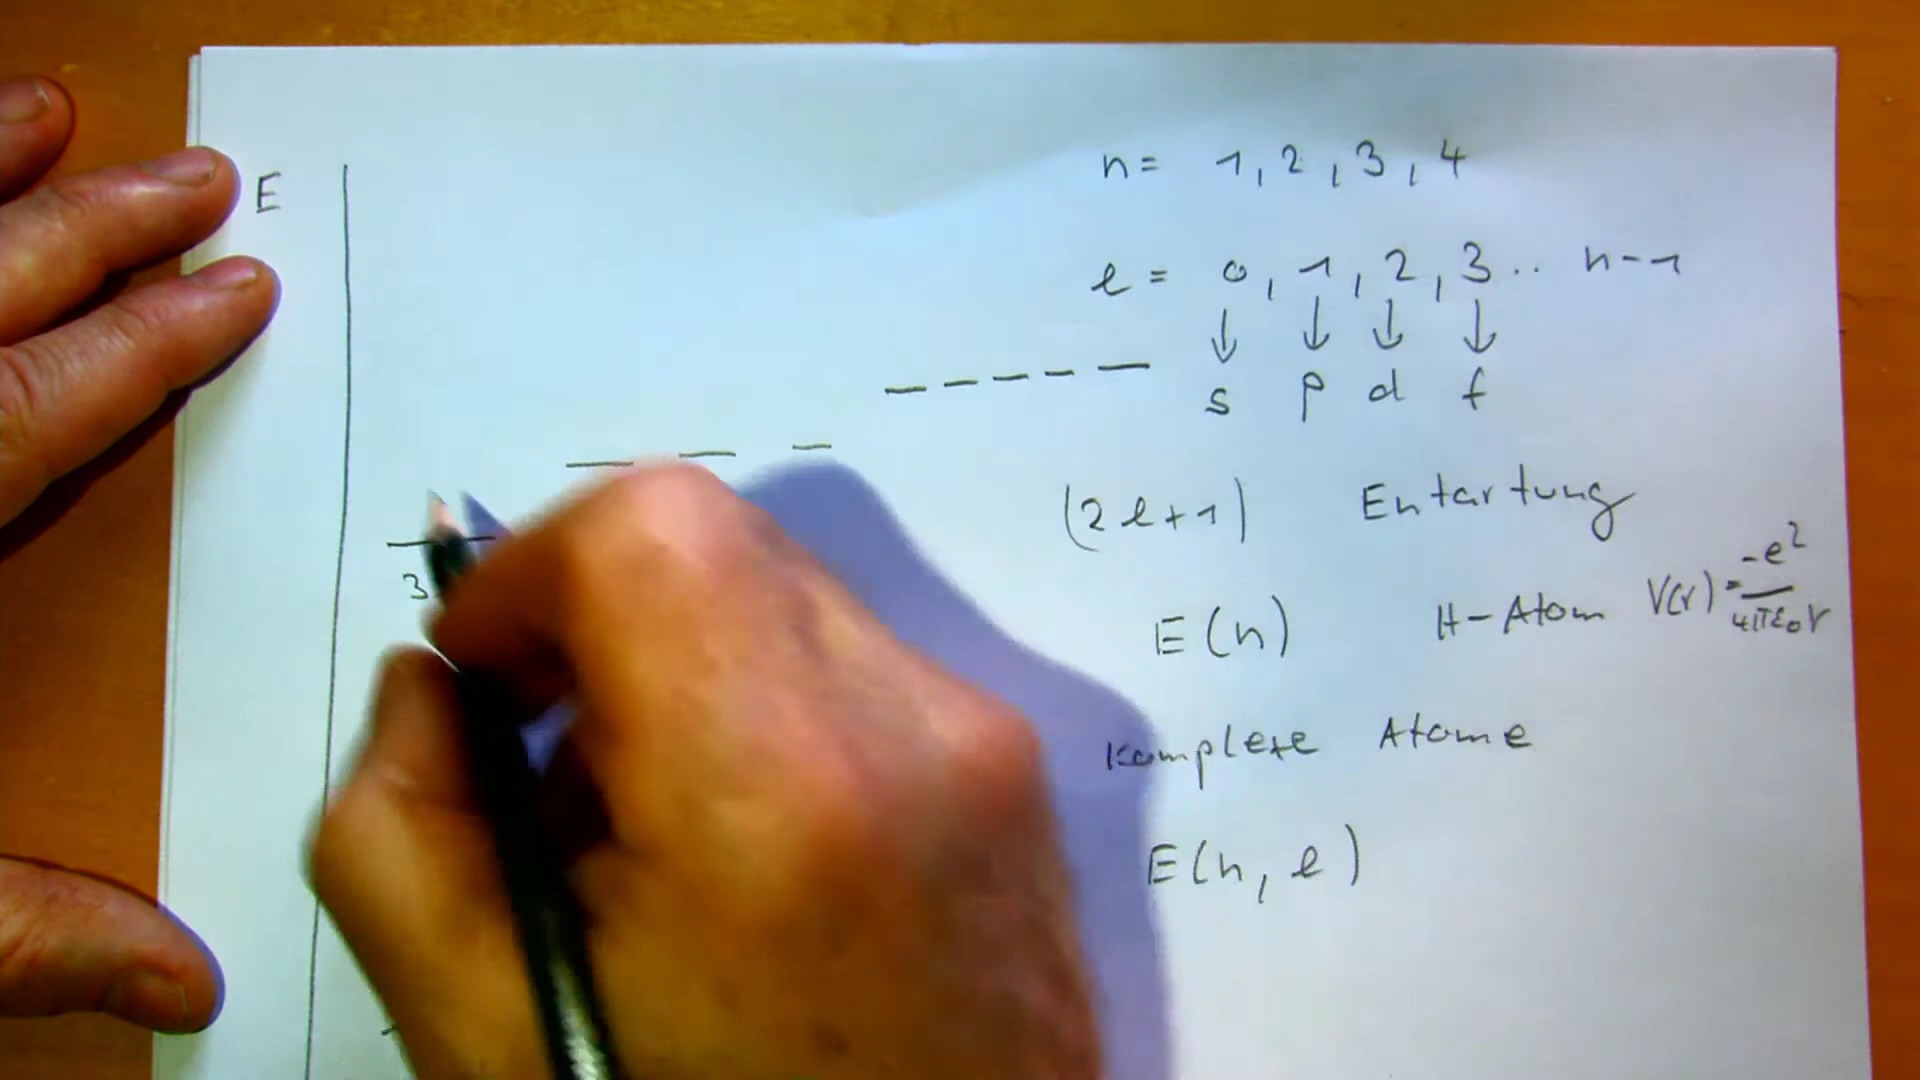 E
n = 1, 2, 3, 4
l = 0, 1, 2, 3 .. n-1
↓ ↓ ↓ ↓
s p d f
(2l+1) Entartung
3
E(n) H-Atom V(r) = -e²/4πε₀r
Komplexe Atome
E(n, l)